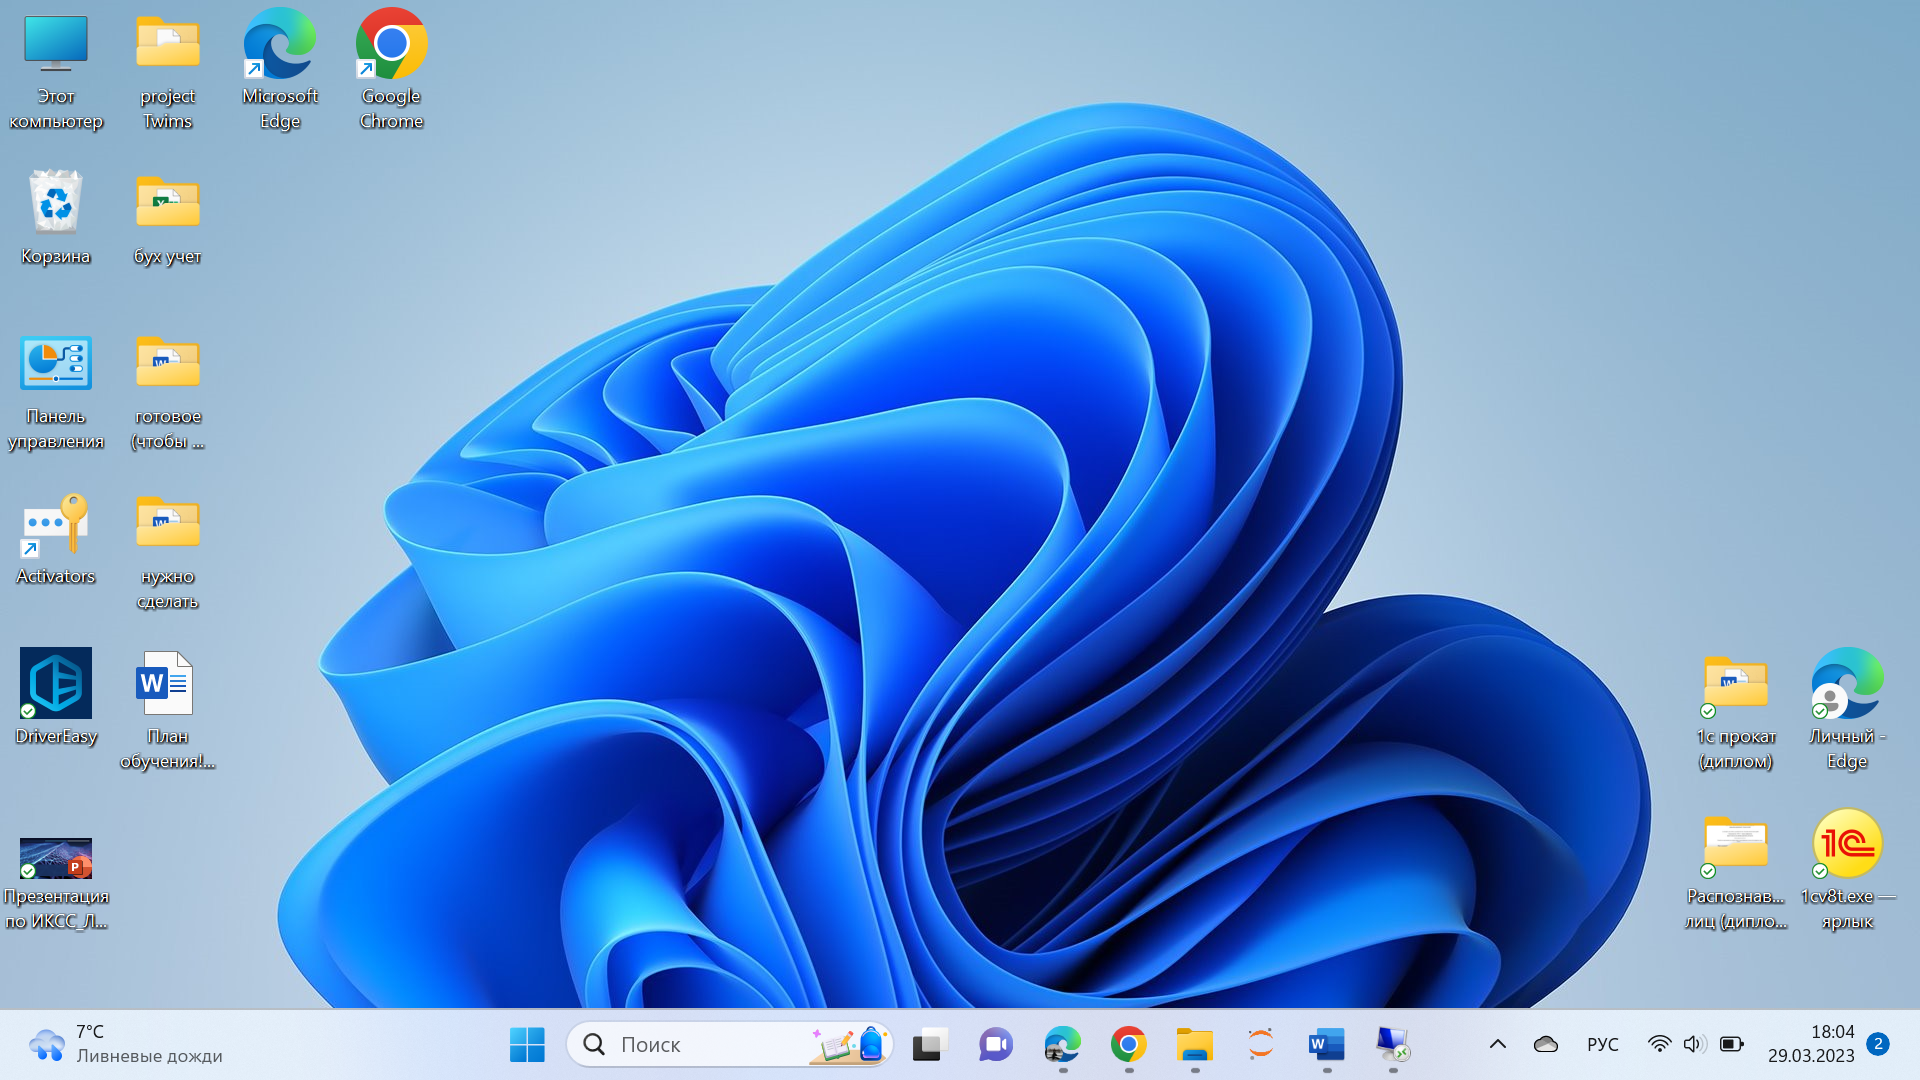 Этот
компьютер
project
Twims
Microsoft
Edge
Google
Chrome
Корзина
бух учет
Панель
управления
готовое
(чтобы ...
Activators
нужно
сделать
DriverEasy
W
План
обучения!...
P
Презентация
по ИКСС_Л...
1с прокат
(диплом)
Личный -
Edge
Распознав...
лиц (дипло...
1С
1cv8t.exe —
ярлык
7°C
Ливневые дожди
Поиск
W
РУС
18:04
29.03.2023
2